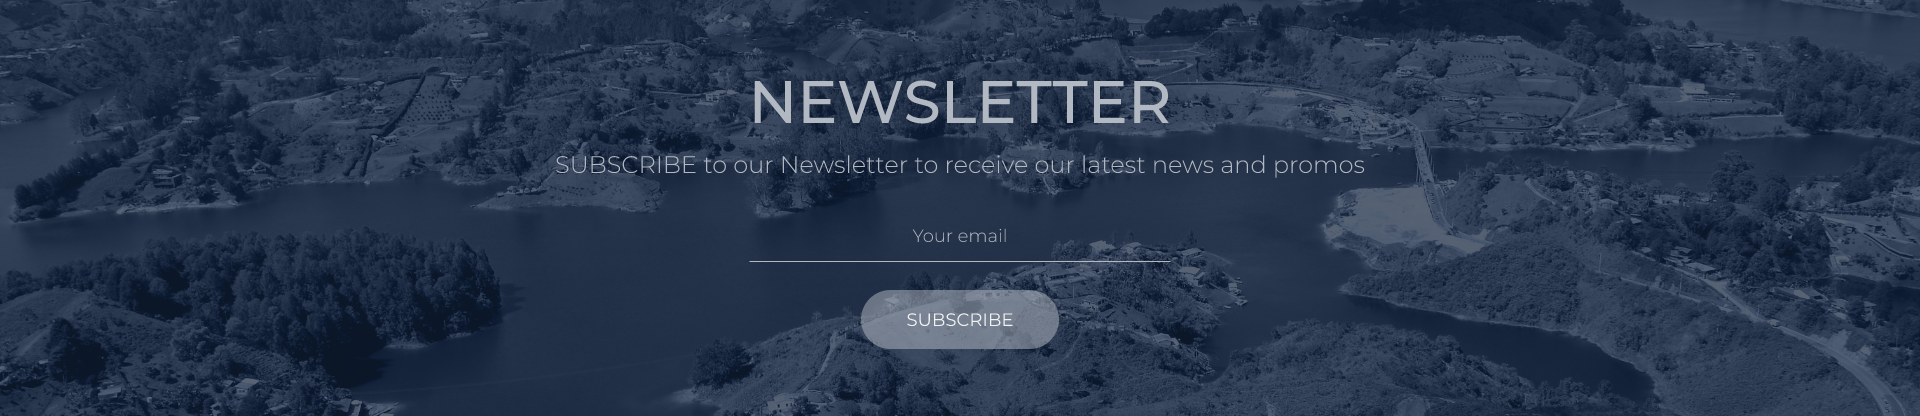 NEWSLETTER
SUBSCRIBE to our Newsletter to receive our latest news and promos
Your email
SUBSCRIBE